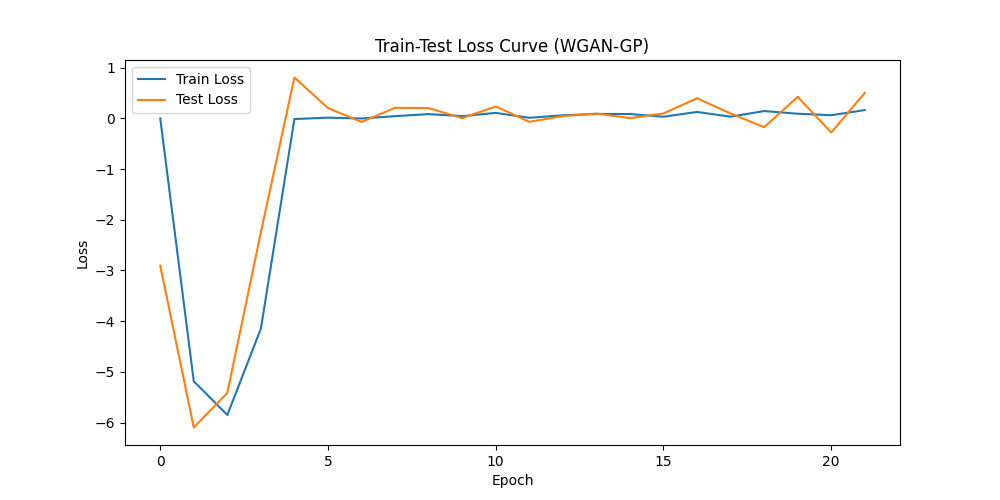 Train-Test Loss Curve (WGAN-GP)
Train Loss
Test Loss
1
0
−1
−2
−3
−4
−5
−6
Loss
0 5 10 15 20
Epoch